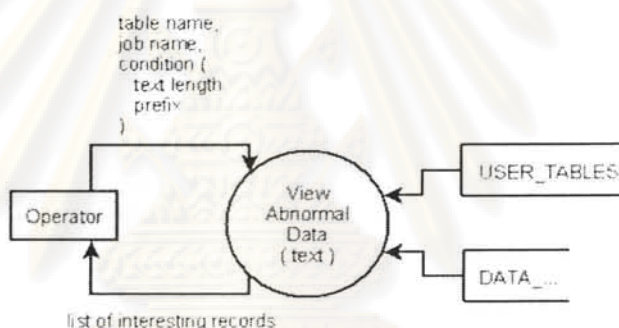 table name,
job name,
condition (
text length
prefix
)
Operator
View
Abnormal
Data
( text )
USER_TABLES
DATA_...
list of interesting records